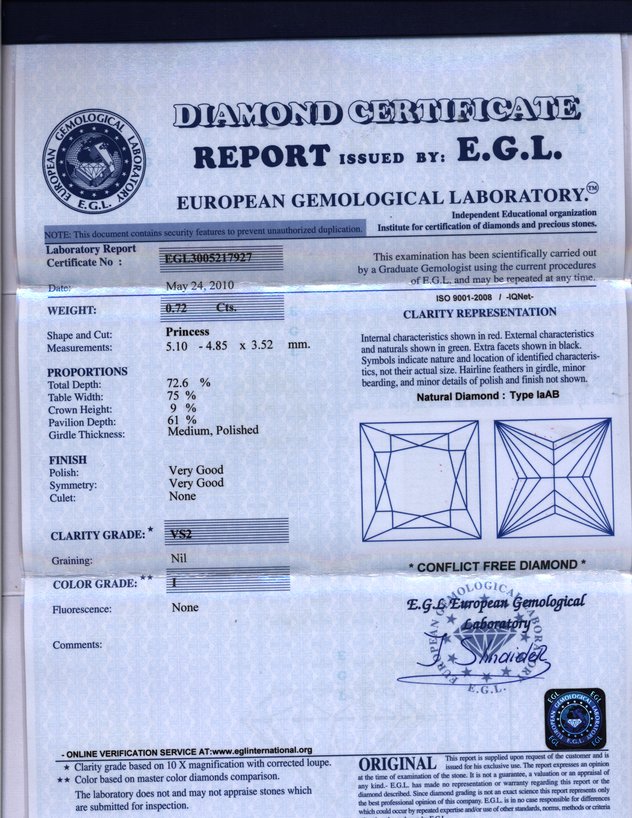 DIAMOND CERTIFICATE
REPORT ISSUED BY: E.G.L.
EUROPEAN GEMOLOGICAL LABORATORY.™
EUROPEAN GEMOLOGICAL LABORATORY
E.G.L.
Independent Educational organization
Institute for certification of diamonds and precious stones.
NOTE: This document contains security features to prevent unauthorized duplication.
Laboratory Report
Certificate No : EGL3005217927
Date: May 24, 2010
WEIGHT: 0.72 Cts.
Shape and Cut: Princess
Measurements: 5.10 - 4.85 x 3.52 mm.
PROPORTIONS
Total Depth: 72.6 %
Table Width: 75 %
Crown Height: 9 %
Pavilion Depth: 61 %
Girdle Thickness: Medium, Polished
FINISH
Polish: Very Good
Symmetry: Very Good
Culet: None
CLARITY GRADE: * VS2
Graining: Nil
COLOR GRADE: ** I
Fluorescence: None
Comments:
- ONLINE VERIFICATION SERVICE AT:www.eglinternational.org
* Clarity grade based on 10 X magnification with corrected loupe.
** Color based on master color diamonds comparison.
The laboratory does not and may not appraise stones which
are submitted for inspection.
This examination has been scientifically carried out
by a Graduate Gemologist using the current procedures
of E.G.L, and may be repeated at any time.
ISO 9001-2008 / -IQNet-
CLARITY REPRESENTATION
Internal characteristics shown in red. External characteristics
and naturals shown in green. Extra facets shown in black.
Symbols indicate nature and location of identified characteris-
tics, not their actual size. Hairline feathers in girdle, minor
bearding, and minor details of polish and finish not shown.
Natural Diamond : Type IaAB
* CONFLICT FREE DIAMOND *
E.G.L European Gemological
Laboratory
EUROPEAN GEMOLOGICAL LABORATORY
E.G.L.
EGL EGL
EUROPEAN GEMOLOGICAL LABORATORY
E.G.L.
ORIGINAL This report is supplied upon request of the customer and is
issued for his exclusive use. The report expresses an opinion
at the time of examination of the stone. It is not a guarantee, a valuation or an appraisal of
any kind.- E.G.L. has made no representation or warranty regarding this report or the
diamond described. Since diamond grading is not an exact science this report represents only
the best professional opinion of this company. E.G.L. is in no case responsible for differences
which could occur by repeated expertise and/or use of other standards, norms, methods or criteria